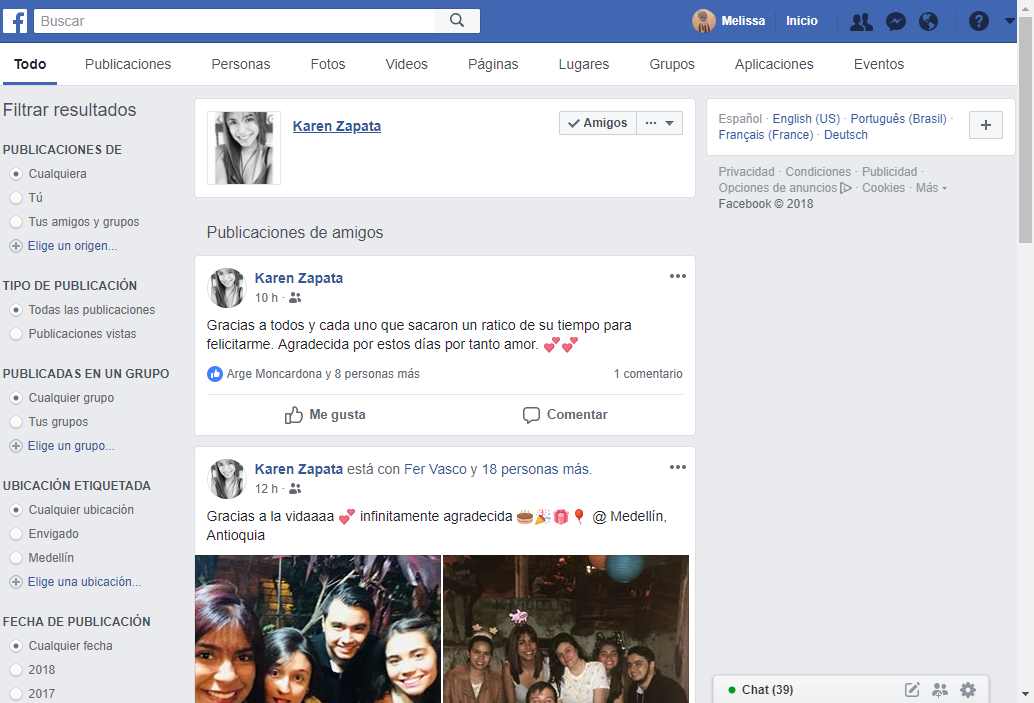 f
Buscar
Melissa
Inicio
?
Todo
Publicaciones
Personas
Fotos
Videos
Páginas
Lugares
Grupos
Aplicaciones
Eventos
Filtrar resultados
PUBLICACIONES DE
Cualquiera
Tú
Tus amigos y grupos
Elige un origen...
TIPO DE PUBLICACIÓN
Todas las publicaciones
Publicaciones vistas
PUBLICADAS EN UN GRUPO
Cualquier grupo
Tus grupos
Elige un grupo...
UBICACIÓN ETIQUETADA
Cualquier ubicación
Envigado
Medellín
Elige una ubicación...
FECHA DE PUBLICACIÓN
Cualquier fecha
2018
2017
Karen Zapata
Amigos
Publicaciones de amigos
Karen Zapata
10 h ·
Gracias a todos y cada uno que sacaron un ratico de su tiempo para
felicitarme. Agradecida por estos días por tanto amor. 💕💕
Arge Moncardona y 8 personas más
1 comentario
Me gusta
Comentar
Karen Zapata está con Fer Vasco y 18 personas más.
12 h ·
Gracias a la vidaaaa 💕 infinitamente agradecida 🎂🎉🎁🎈 @ Medellín,
Antioquia
Español · English (US) · Português (Brasil) ·
Français (France) · Deutsch
Privacidad · Condiciones · Publicidad ·
Opciones de anuncios · Cookies · Más
Facebook © 2018
Chat (39)